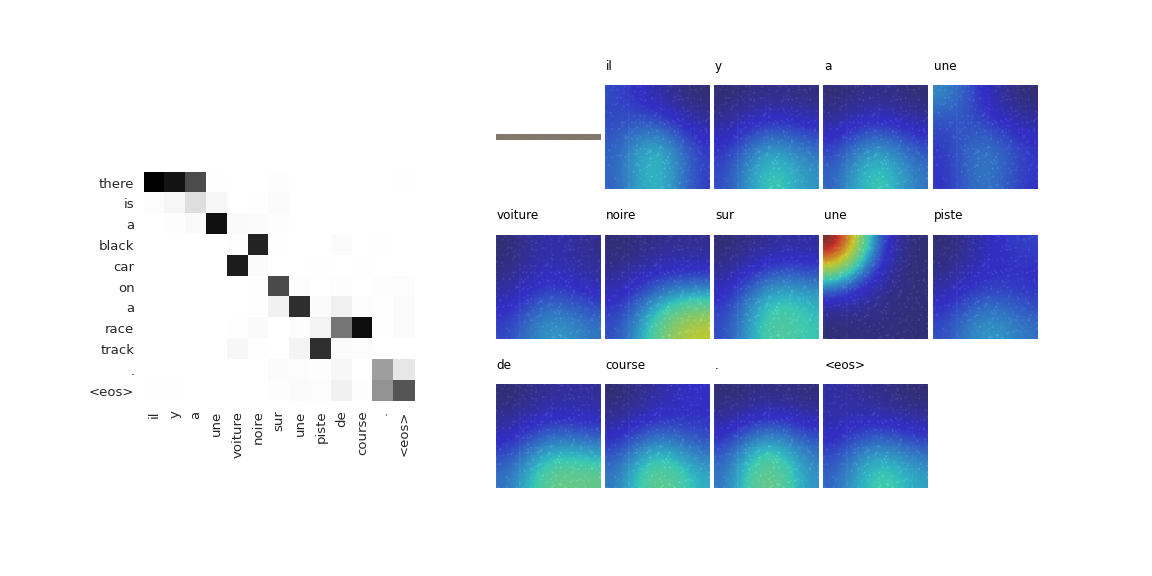 there
is
a
black
car
on
a
race
track
.
<eos>
il
y
a
une
voiture
noire
sur
une
piste
de
course
.
<eos>
il y a une
voiture noire sur une piste
de course . <eos>